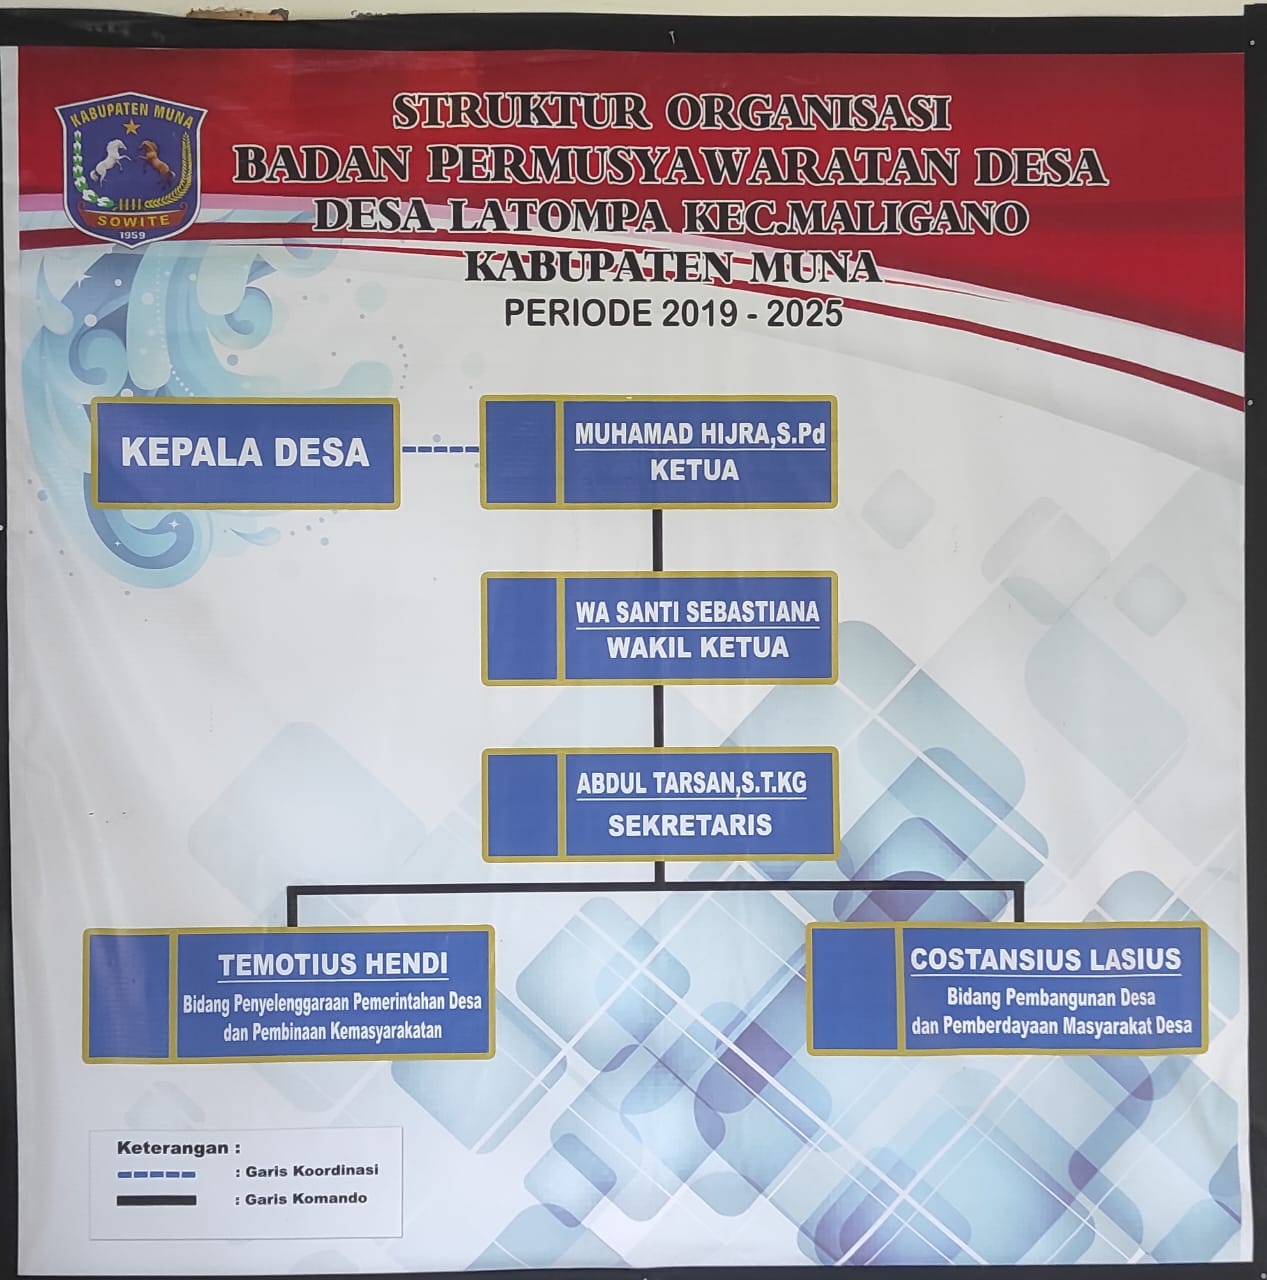 KABUPATEN MUNA
SOWITE
1959
STRUKTUR ORGANISASI
BADAN PERMUSYAWARATAN DESA
DESA LATOMPA KEC.MALIGANO
KABUPATEN MUNA
PERIODE 2019 - 2025
KEPALA DESA
MUHAMAD HIJRA,S.Pd
KETUA
WA SANTI SEBASTIANA
WAKIL KETUA
ABDUL TARSAN,S.T.KG
SEKRETARIS
TEMOTIUS HENDI
Bidang Penyelenggaraan Pemerintahan Desa
dan Pembinaan Kemasyarakatan
COSTANSIUS LASIUS
Bidang Pembangunan Desa
dan Pemberdayaan Masyarakat Desa
Keterangan :
: Garis Koordinasi
: Garis Komando